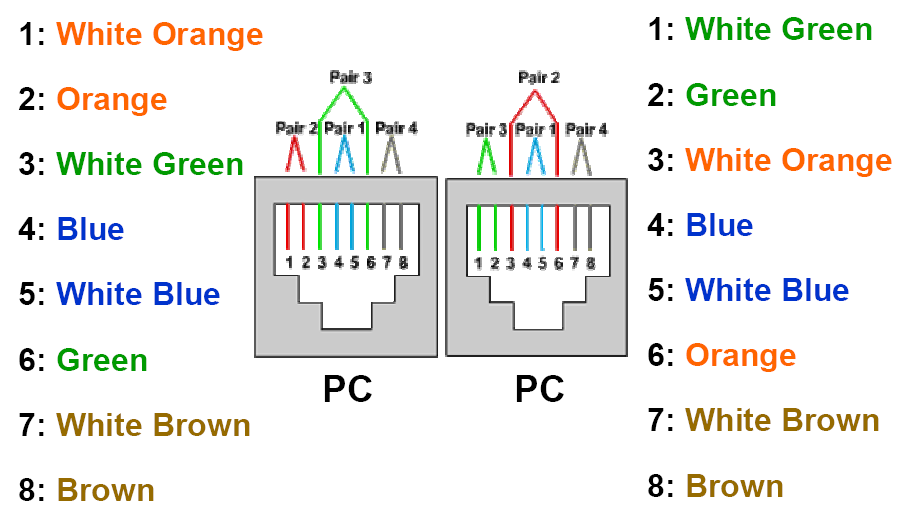 1: White Orange
2: Orange
3: White Green
4: Blue
5: White Blue
6: Green
7: White Brown
8: Brown
Pair 3
Pair 2 Pair 1 Pair 4
1 2 3 4 5 6 7 8
PC
Pair 2
Pair 3 Pair 1 Pair 4
1 2 3 4 5 6 7 8
PC
1: White Green
2: Green
3: White Orange
4: Blue
5: White Blue
6: Orange
7: White Brown
8: Brown